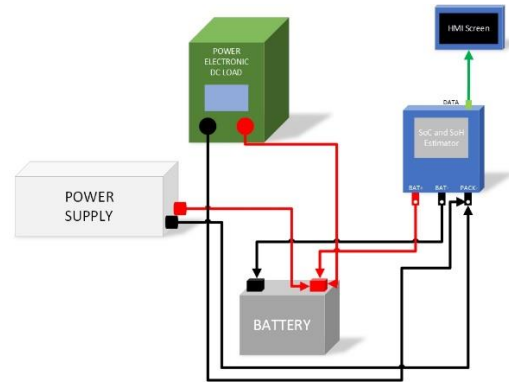 HMI Screen
POWER
ELECTRONIC
DC LOAD
DATA
SoC and SoH
Estimator
BAT+ BAT- PACK-
POWER
SUPPLY
BATTERY